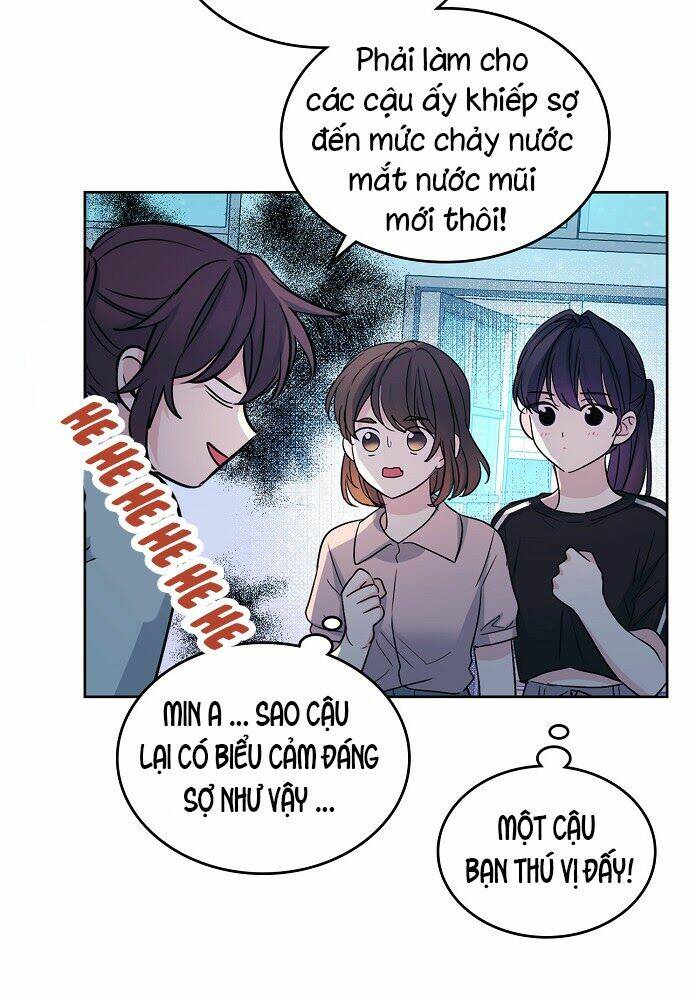 Phải làm cho
các cậu ấy khiếp sợ
đến mức chảy nước
mắt nước mũi
mới thôi!
HE HE HE HE HE HE HE
MIN A ... SAO CẬU
LẠI CÓ BIỂU CẢM ĐÁNG
SỢ NHƯ VẬY ...
MỘT CẬU
BẠN THÚ VỊ ĐẤY!